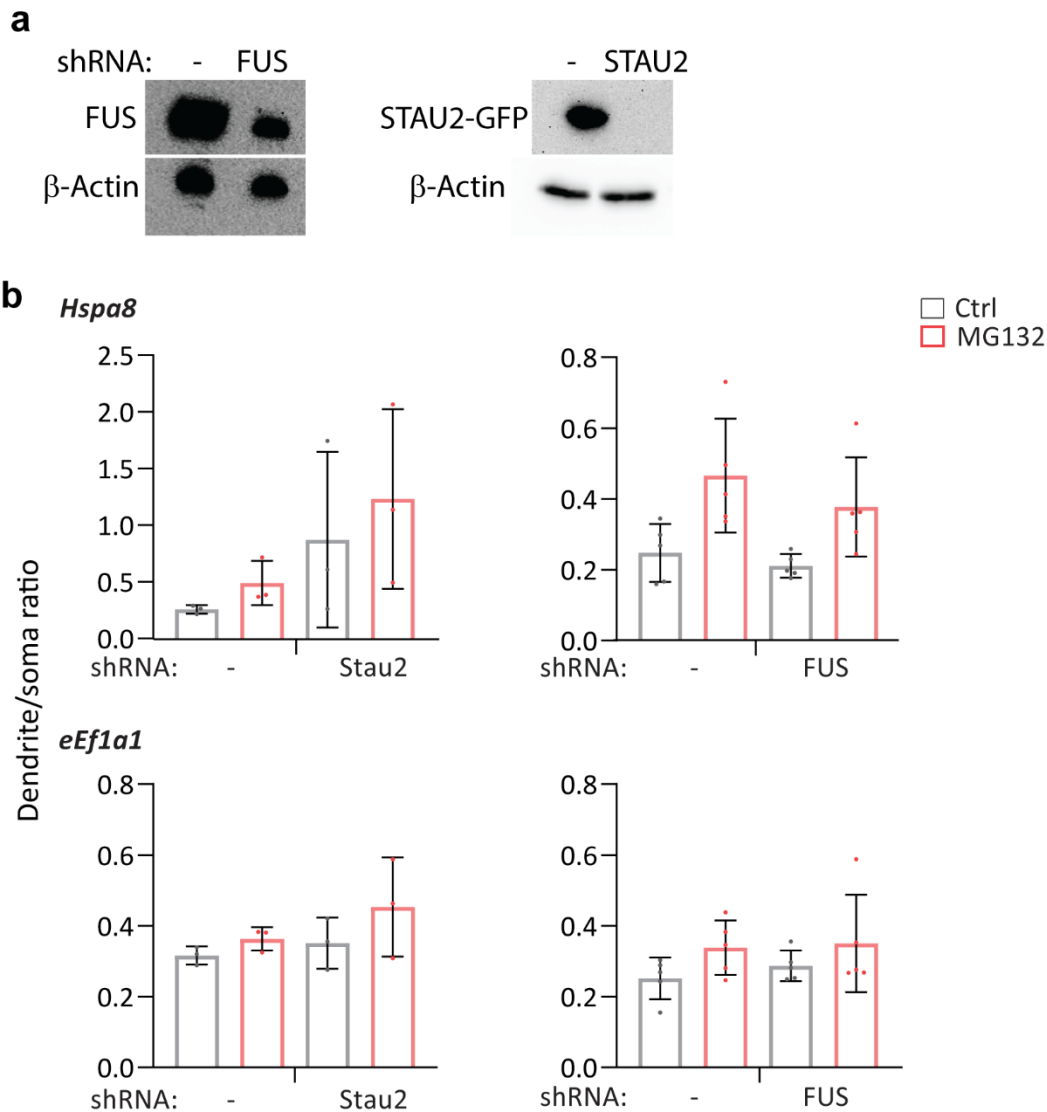 a
shRNA: - FUS
FUS
β-Actin
- STAU2
STAU2-GFP
β-Actin
b
Hspa8
Ctrl
MG132
Dendrite/soma ratio
2.5
2.0
1.5
1.0
0.5
0.0
shRNA: - Stau2
0.8
0.6
0.4
0.2
0.0
shRNA: - FUS
eEf1a1
0.8
0.6
0.4
0.2
0.0
shRNA: - Stau2
0.8
0.6
0.4
0.2
0.0
shRNA: - FUS